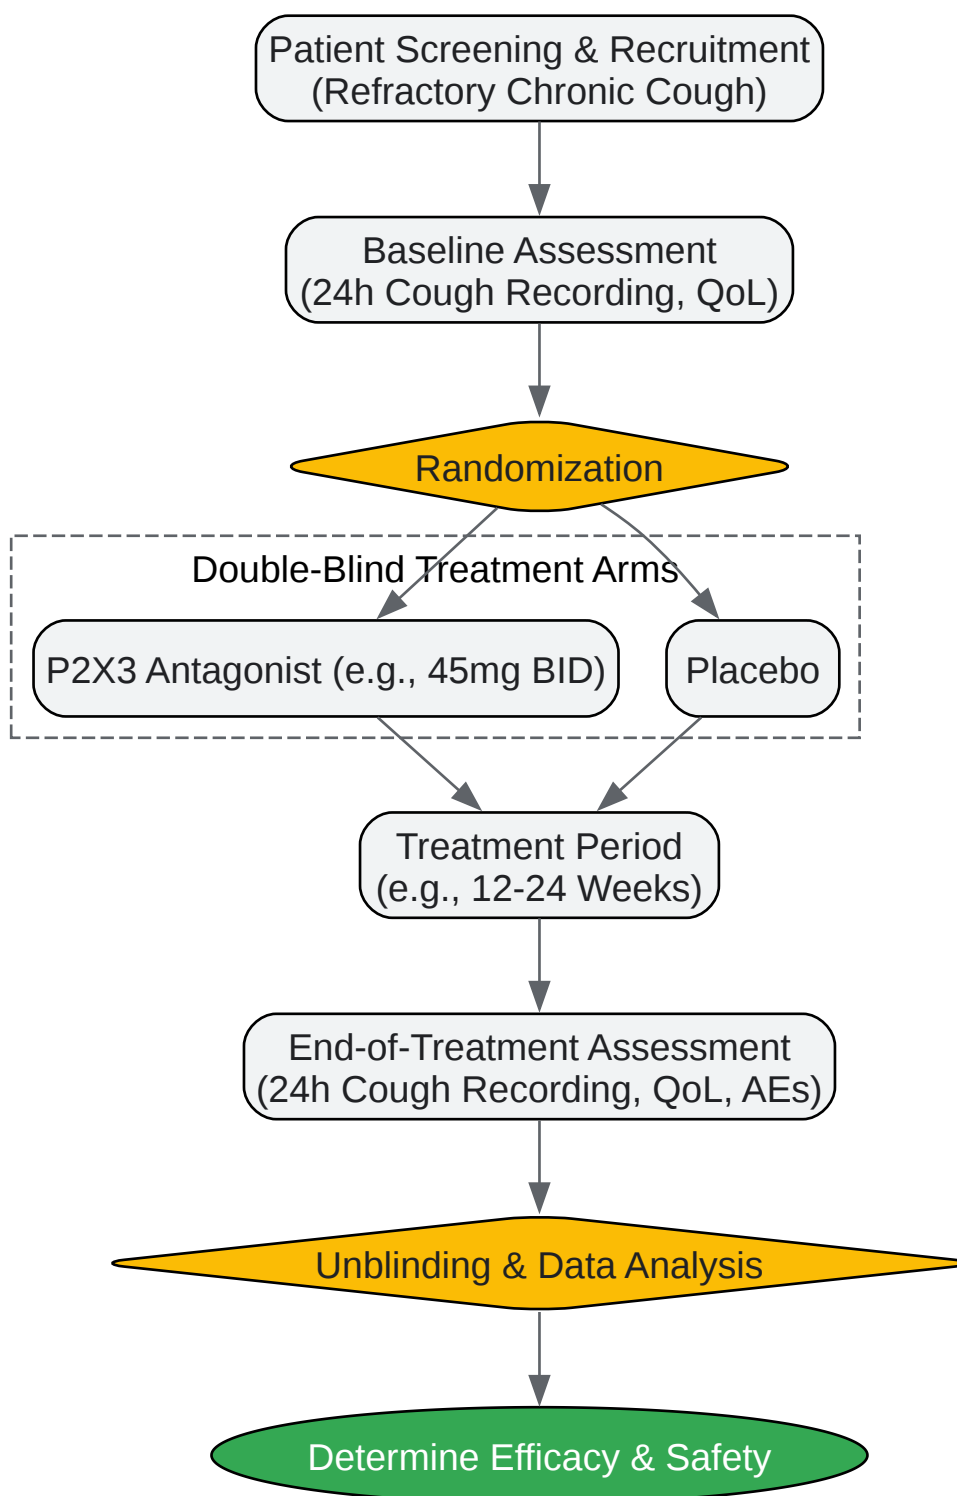 Patient Screening & Recruitment
(Refractory Chronic Cough)
Baseline Assessment
(24h Cough Recording, QoL)
Randomization
Double-Blind Treatment Arms
P2X3 Antagonist (e.g., 45mg BID)
Placebo
Treatment Period
(e.g., 12-24 Weeks)
End-of-Treatment Assessment
(24h Cough Recording, QoL, AEs)
Unblinding & Data Analysis
Determine Efficacy & Safety